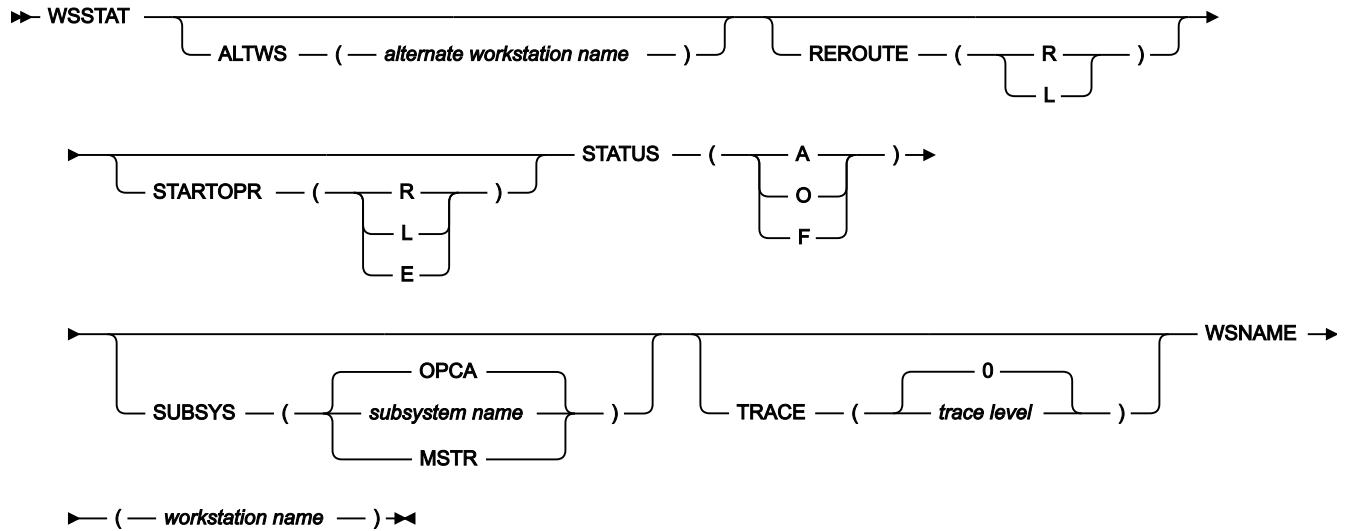 WSSTAT
ALTWS ( alternate workstation name ) REROUTE ( R )
L
STARTOPR ( R ) STATUS ( A )
L O
E F
SUBSYS ( OPCA ) TRACE ( 0 ) WSNAME
subsystem name trace level
MSTR
( workstation name )